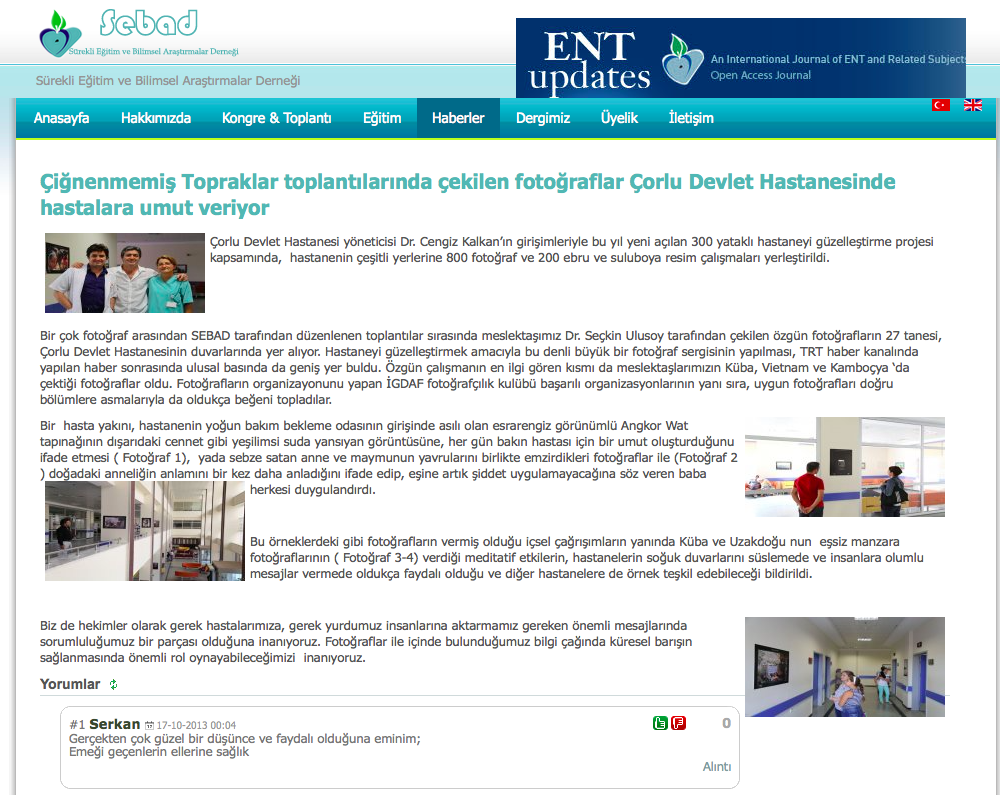 Sebad
Sürekli Eğitim ve Bilimsel Araştırmalar Derneği
Sürekli Eğitim ve Bilimsel Araştırmalar Derneği
ENT
updates
An International Journal of ENT and Related Subjects
Open Access Journal
Anasayfa Hakkımızda Kongre & Toplantı Eğitim Haberler Dergimiz Üyelik İletişim
Çiğnenmemiş Topraklar toplantılarında çekilen fotoğraflar Çorlu Devlet Hastanesinde
hastalara umut veriyor
Çorlu Devlet Hastanesi yöneticisi Dr. Cengiz Kalkan'ın girişimleriyle bu yıl yeni açılan 300 yataklı hastaneyi güzelleştirme projesi
kapsamında, hastanenin çeşitli yerlerine 800 fotoğraf ve 200 ebru ve suluboya resim çalışmaları yerleştirildi.
Bir çok fotoğraf arasından SEBAD tarafından düzenlenen toplantılar sırasında meslektaşımız Dr. Seçkin Ulusoy tarafından çekilen özgün fotoğrafların 27 tanesi,
Çorlu Devlet Hastanesinin duvarlarında yer alıyor. Hastaneyi güzelleştirmek amacıyla bu denli büyük bir fotoğraf sergisinin yapılması, TRT haber kanalında
yapılan haber sonrasında ulusal basında da geniş yer buldu. Özgün çalışmanın en ilgi gören kısmı da meslektaşlarımızın Küba, Vietnam ve Kamboçya 'da
çektiği fotoğraflar oldu. Fotoğrafların organizayonunu yapan İGDAF fotoğrafçılık kulübü başarılı organizasyonlarının yanı sıra, uygun fotoğrafları doğru
bölümlere asmalarıyla da oldukça beğeni topladılar.
Bir hasta yakını, hastanenin yoğun bakım bekleme odasının girişinde asılı olan esrarengiz görünümlü Angkor Wat
tapınağının dışarıdaki cennet gibi yeşilimsi suda yansıyan görüntüsüne, her gün bakın hastası için bir umut oluşturduğunu
ifade etmesi ( Fotoğraf 1), yada sebze satan anne ve maymunun yavrularını birlikte emzirdikleri fotoğraflar ile (Fotoğraf 2
) doğadaki anneliğin anlamını bir kez daha anladığını ifade edip, eşine artık şiddet uygulamayacağına söz veren baba
herkesi duygulandırdı.
Bu örneklerdeki gibi fotoğrafların vermiş olduğu içsel çağrışımların yanında Küba ve Uzakdoğu nun eşsiz manzara
fotoğraflarının ( Fotoğraf 3-4) verdiği meditatif etkilerin, hastanelerin soğuk duvarlarını süslemede ve insanlara olumlu
mesajlar vermede oldukça faydalı olduğu ve diğer hastanelere de örnek teşkil edebileceği bildirildi.
Biz de hekimler olarak gerek hastalarımıza, gerek yurdumuz insanlarına aktarmamız gereken önemli mesajlarında
sorumluluğumuz bir parçası olduğuna inanıyoruz. Fotoğraflar ile içinde bulunduğumuz bilgi çağında küresel barışın
sağlanmasında önemli rol oynayabileceğimizi inanıyoruz.
Yorumlar
#1 Serkan 17-10-2013 00:04 0
Gerçekten çok güzel bir düşünce ve faydalı olduğuna eminim;
Emeği geçenlerin ellerine sağlık
Alıntı